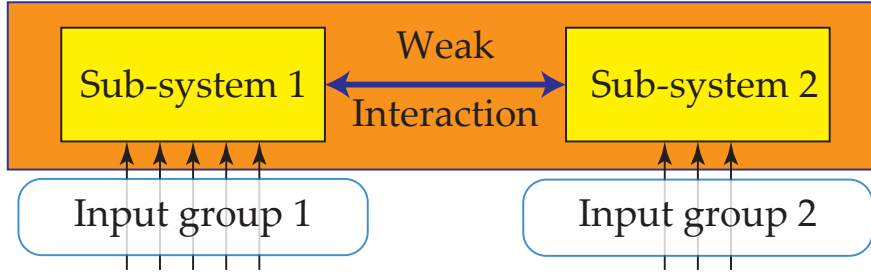 Weak
Sub-system 1
Sub-system 2
Interaction
Input group 1
Input group 2